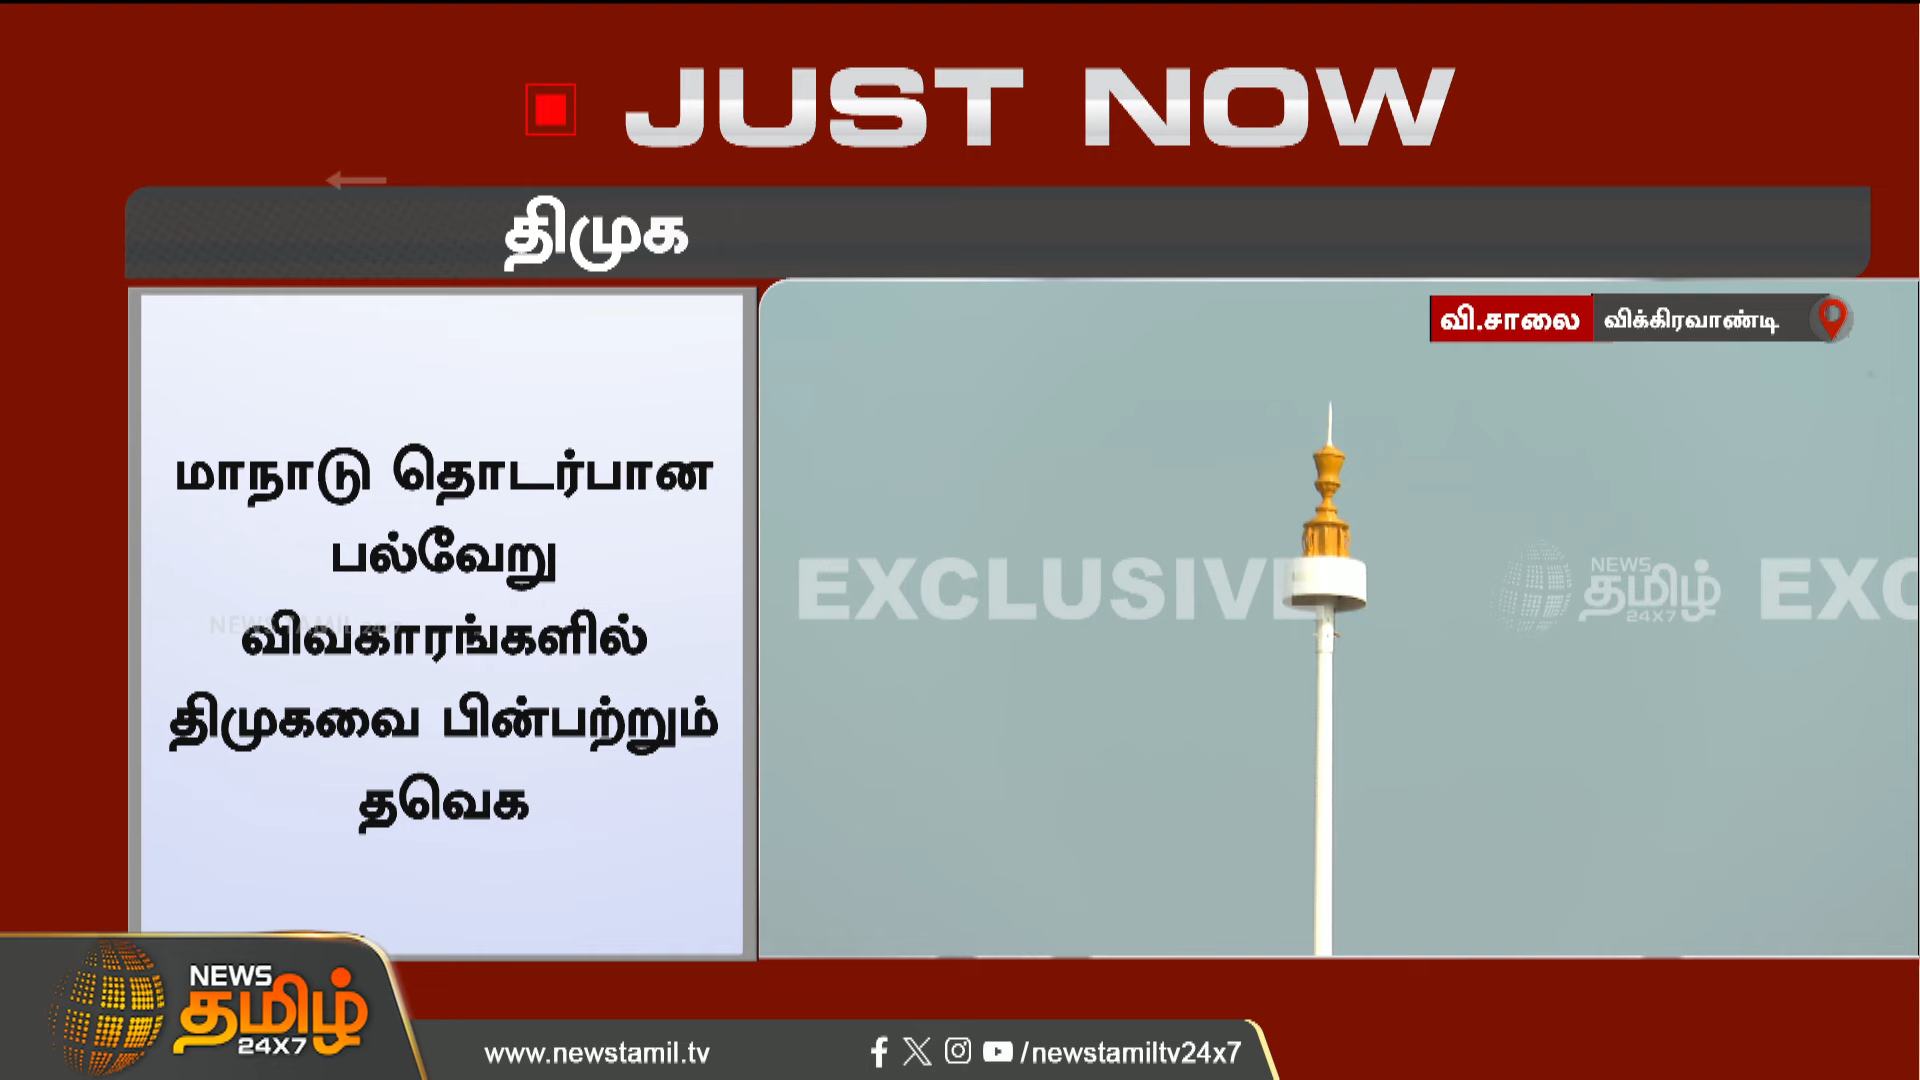 JUST NOW
திமுக
வி.சாலை விக்கிரவாண்டி
மாநாடு தொடர்பான
பல்வேறு
விவகாரங்களில்
திமுகவை பின்பற்றும்
தவெக
EXCLUSIVE
NEWS
தமிழ்
24X7
EXC
NEWS
தமிழ்
24X7
www.newstamil.tv
/newstamiltv24x7